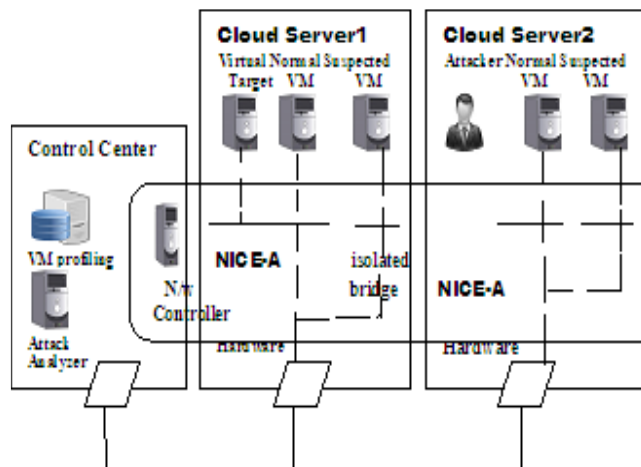 Cloud Server1
Virtual Normal Suspected
Target VM VM
Cloud Server2
Attacker Normal Suspected
VM VM
Control Center
VM profiling
Attack
Analyzer
N/w
Controller
NICE-A
isolated
bridge
Hardware
NICE-A
Hardware